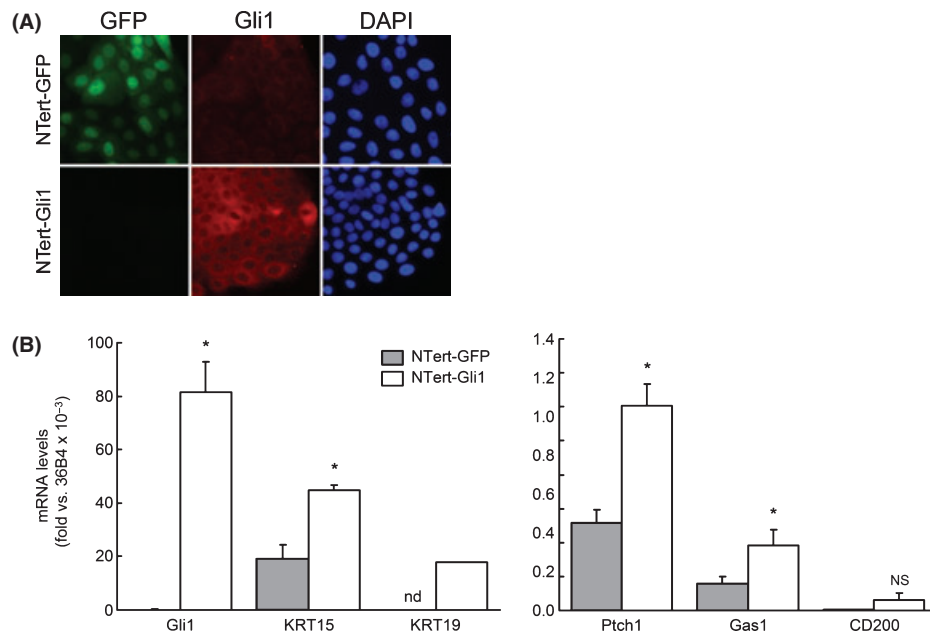 (A)
GFP Gli1 DAPI
NTert-GFP
NTert-Gli1
(B)
mRNA levels
(fold vs. 36B4 x 10⁻³)
100
80
60
40
20
0
*
*
nd
NTert-GFP
NTert-Gli1
Gli1 KRT15 KRT19
1.4
1.2
1.0
0.8
0.6
0.4
0.2
0.0
*
*
NS
Ptch1 Gas1 CD200